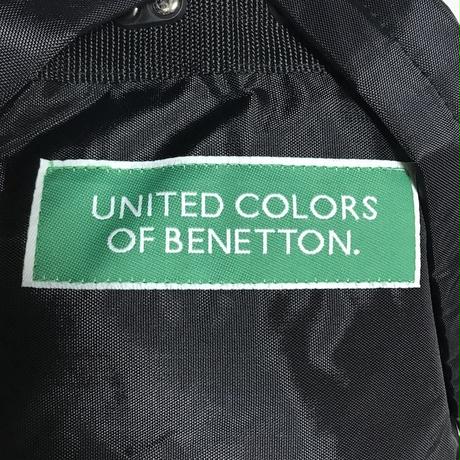 UNITED COLORS
OF BENETTON.